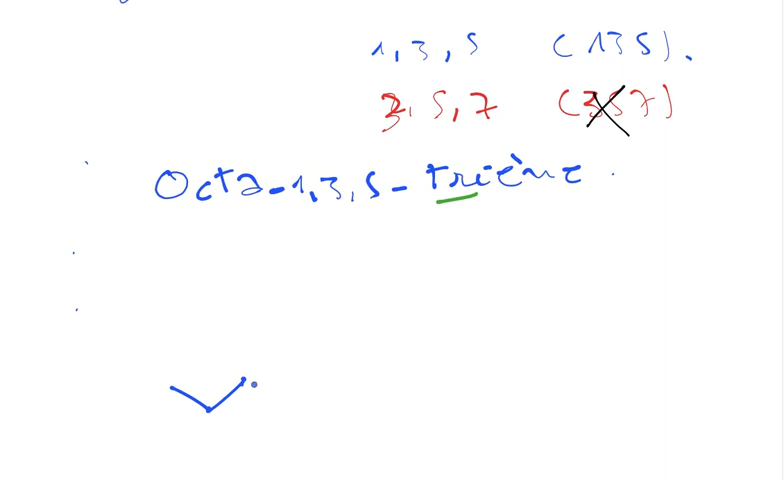 1, 3, 5 (135).
3, 5, 7 (357)
Octa-1,3,5-triène.